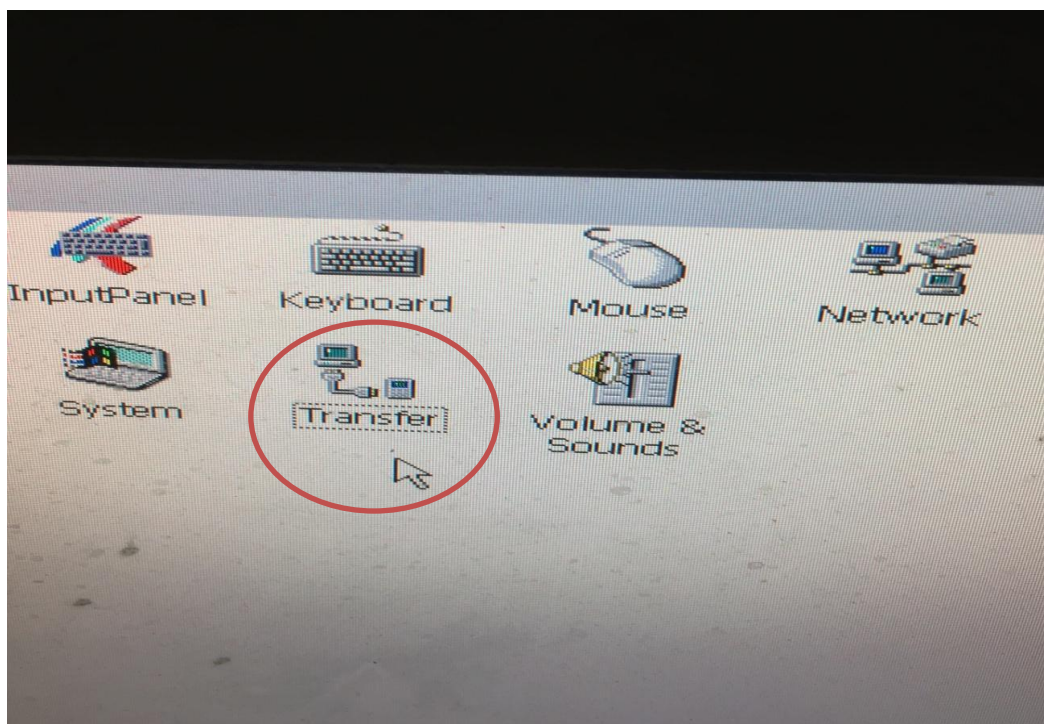 InputPanel
Keyboard
Mouse
Network
System
Transfer
Volume &
Sounds